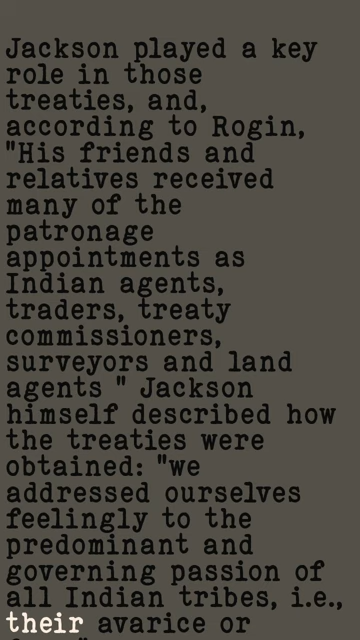 Jackson played a key
role in those
treaties, and,
according to Rogin,
"His friends and
relatives received
many of the
patronage
appointments as
Indian agents,
traders, treaty
commissioners,
surveyors and land
agents " Jackson
himself described how
the treaties were
obtained: "we
addressed ourselves
feelingly to the
predominant and
governing passion of
all Indian tribes, i.e.,
their avarice or